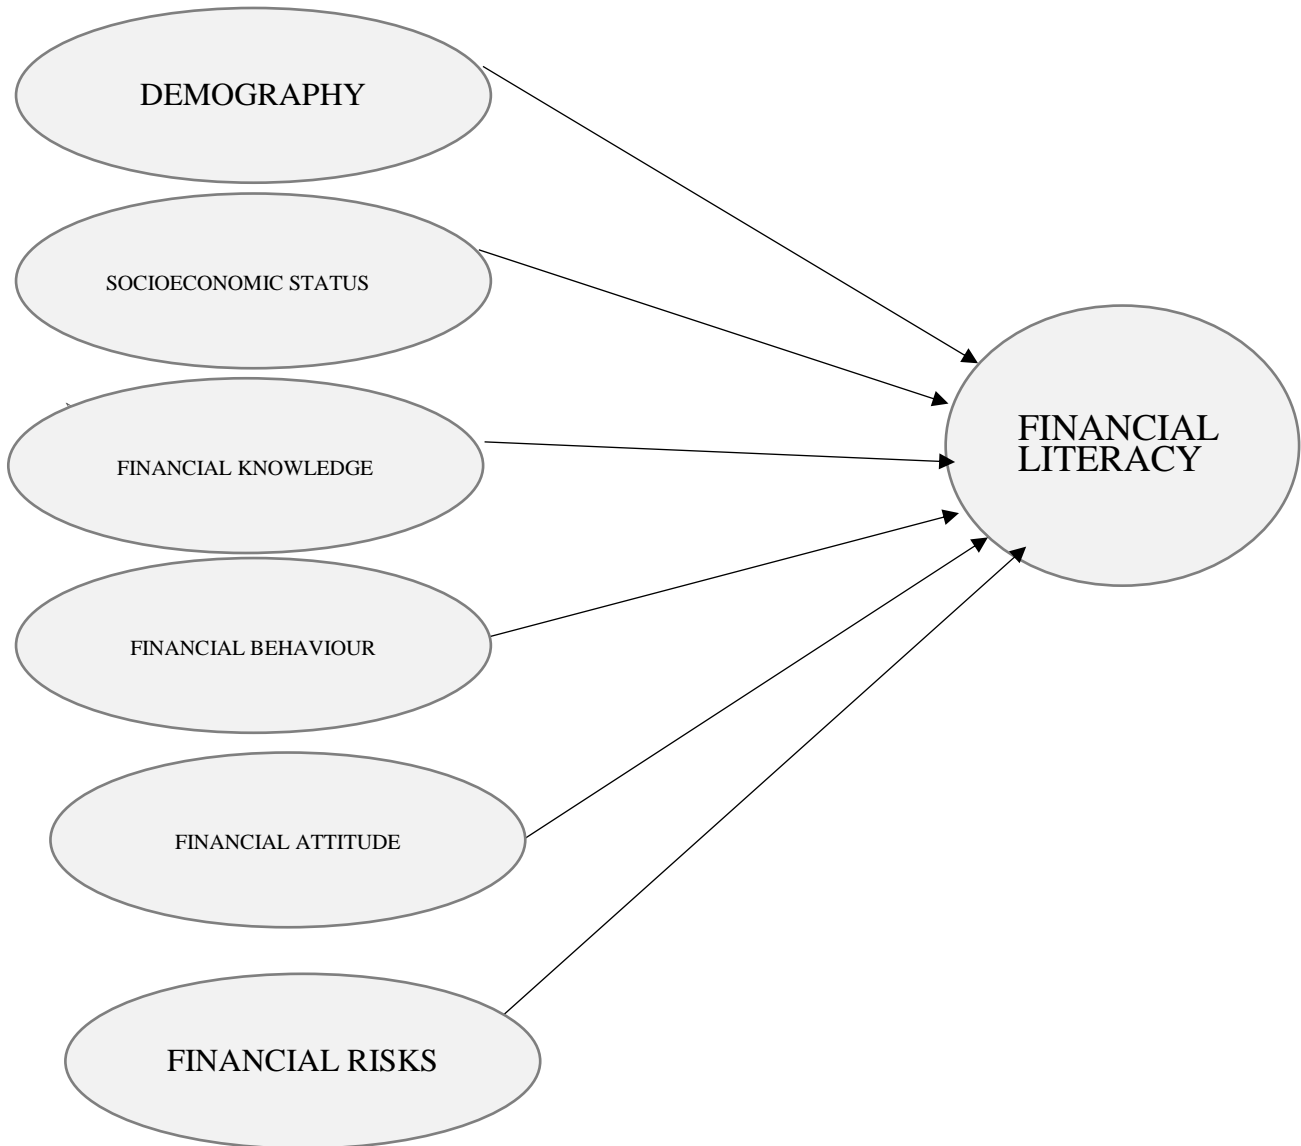 DEMOGRAPHY
SOCIOECONOMIC STATUS
FINANCIAL KNOWLEDGE
FINANCIAL BEHAVIOUR
FINANCIAL ATTITUDE
FINANCIAL RISKS
FINANCIAL
LITERACY